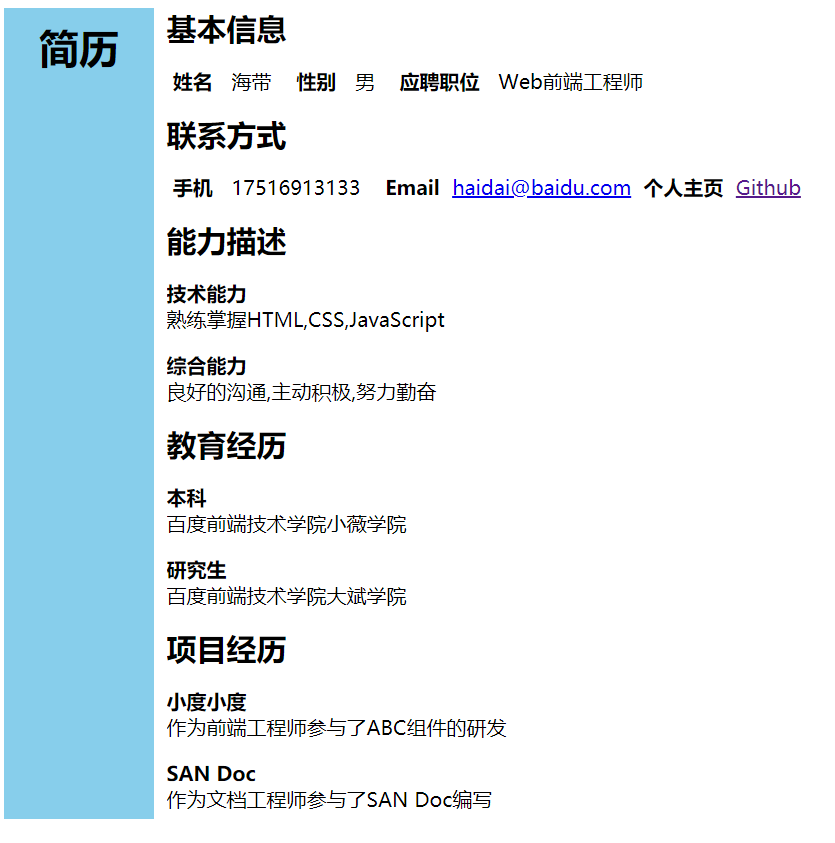 简历
基本信息
姓名 海带 性别 男 应聘职位 Web前端工程师
联系方式
手机 17516913133 Email haidai@baidu.com 个人主页 Github
能力描述
技术能力
熟练掌握HTML,CSS,JavaScript
综合能力
良好的沟通,主动积极,努力勤奋
教育经历
本科
百度前端技术学院小薇学院
研究生
百度前端技术学院大斌学院
项目经历
小度小度
作为前端工程师参与了ABC组件的研发
SAN Doc
作为文档工程师参与了SAN Doc编写